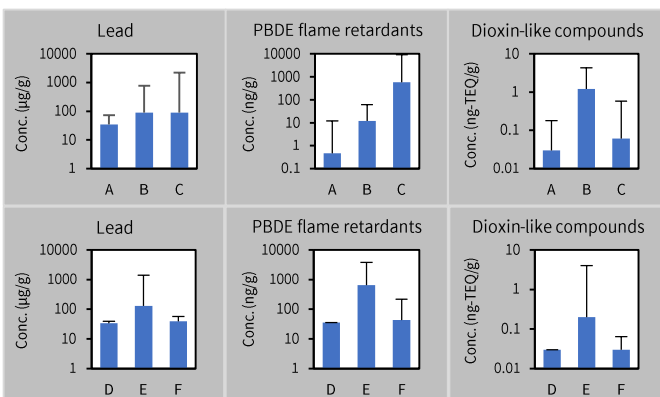 Lead
Conc. (μg/g)
10000
1000
100
10
1
A B C
PBDE flame retardants
Conc. (ng/g)
10000
1000
100
10
1
0.1
A B C
Dioxin-like compounds
Conc. (ng-TEQ/g)
10
1
0.1
0.01
A B C
Lead
Conc. (μg/g)
10000
1000
100
10
1
D E F
PBDE flame retardants
Conc. (ng/g)
10000
1000
100
10
1
D E F
Dioxin-like compounds
Conc. (ng-TEQ/g)
10
1
0.1
0.01
D E F